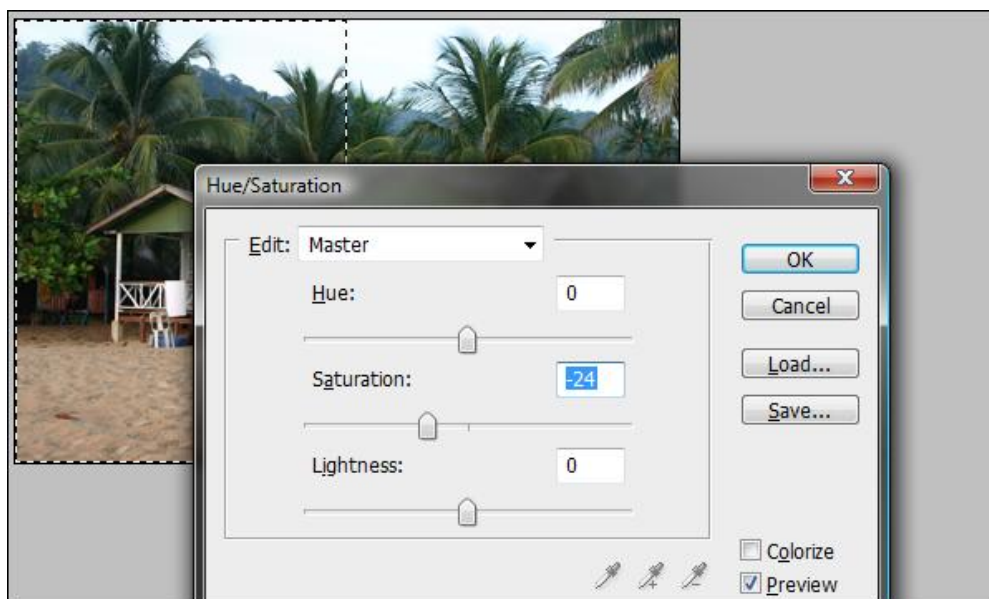 Hue/Saturation
Edit: Master
OK
Hue: 0
Cancel
Load...
Saturation: -24
Save...
Lightness: 0
Colorize
Preview